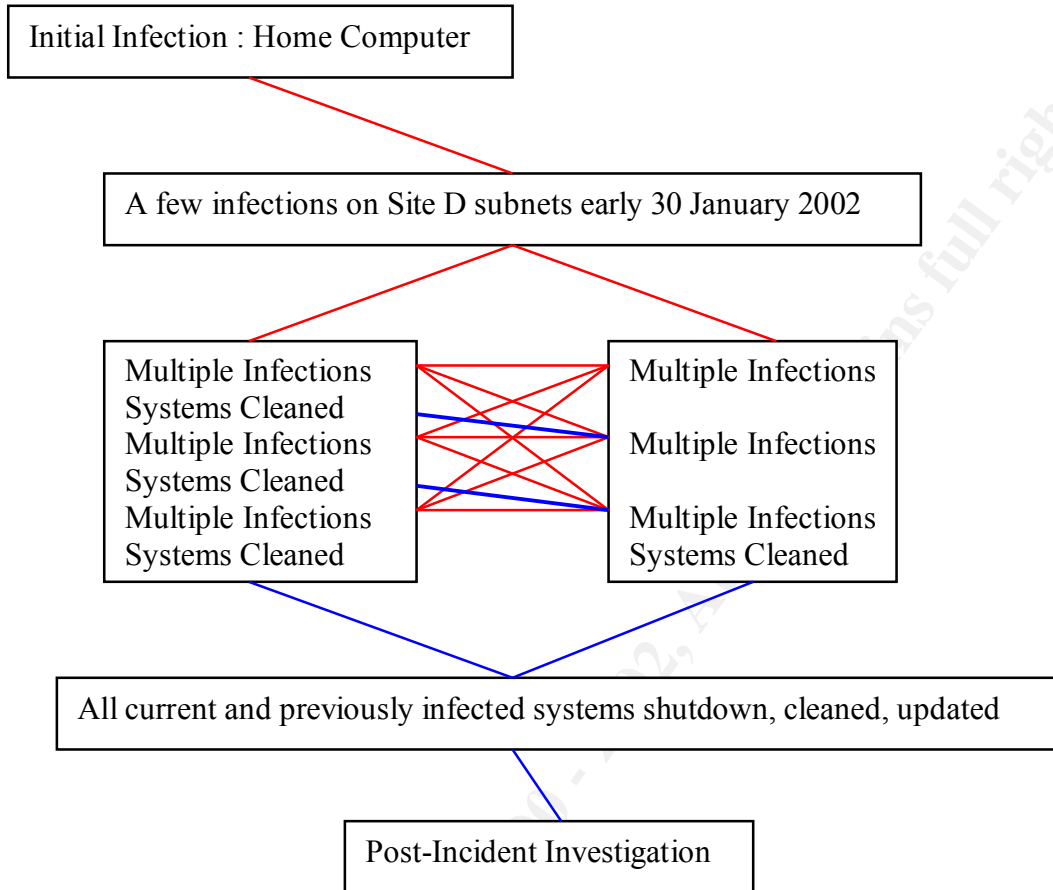 Initial Infection : Home Computer
A few infections on Site D subnets early 30 January 2002
Multiple Infections
Systems Cleaned
Multiple Infections
Systems Cleaned
Multiple Infections
Systems Cleaned
Multiple Infections
Multiple Infections
Multiple Infections
Systems Cleaned
All current and previously infected systems shutdown, cleaned, updated
Post-Incident Investigation